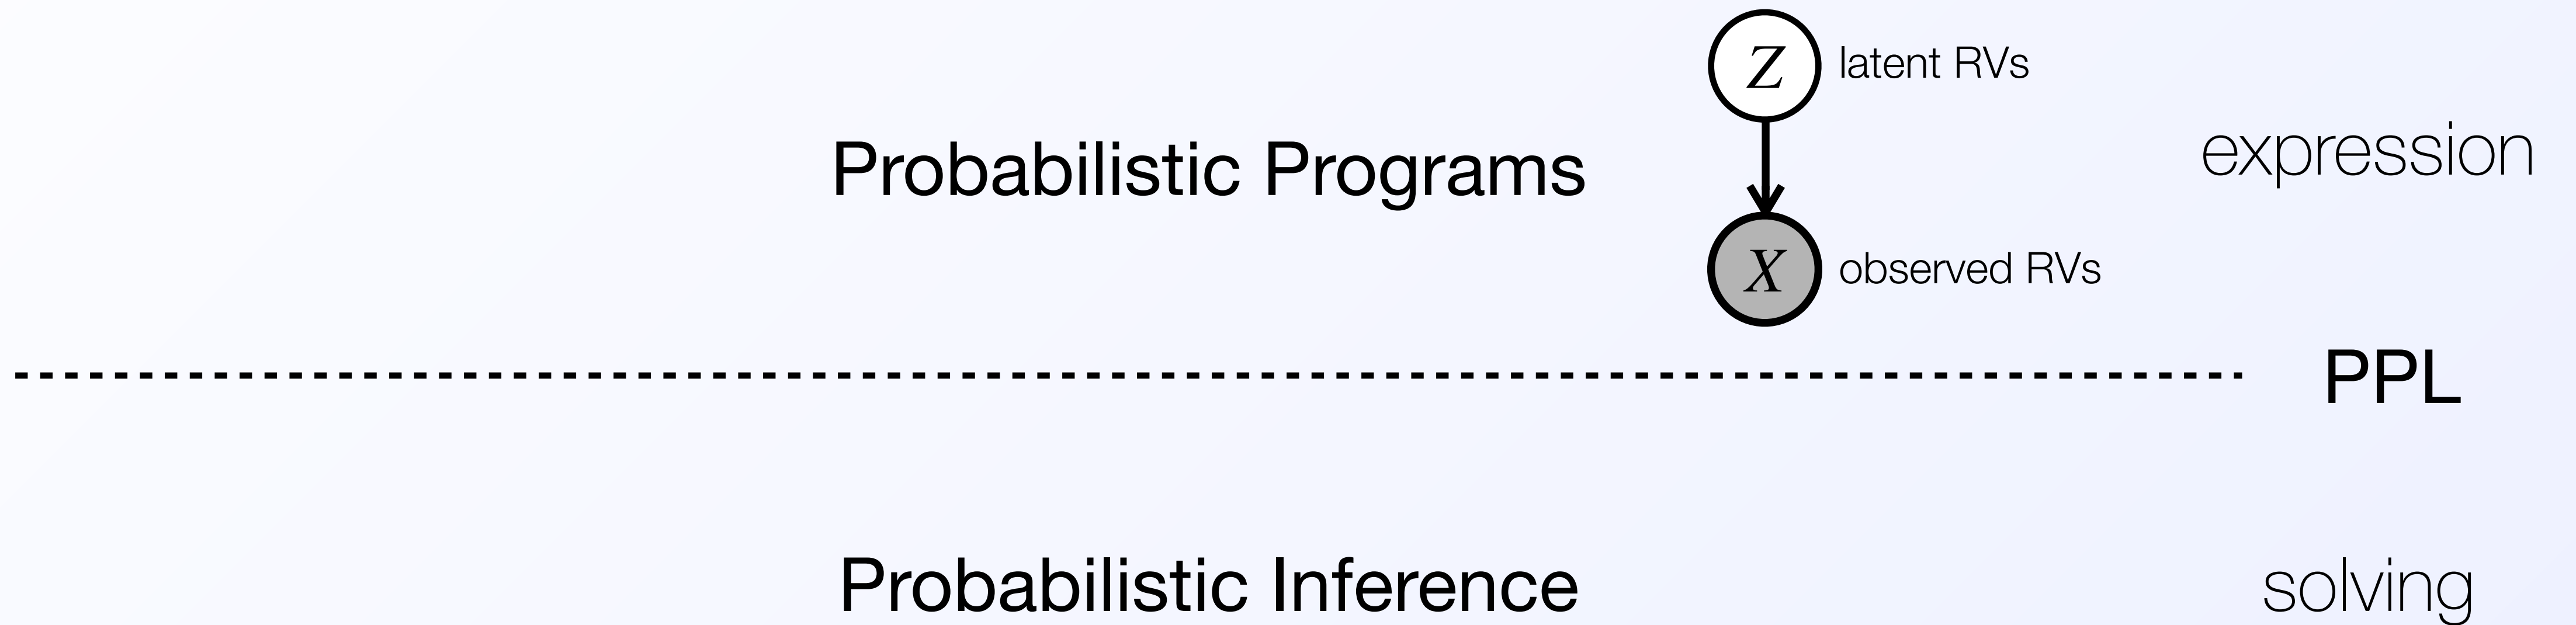 Z latent RVs
Probabilistic Programs
expression
X observed RVs
PPL
Probabilistic Inference
solving